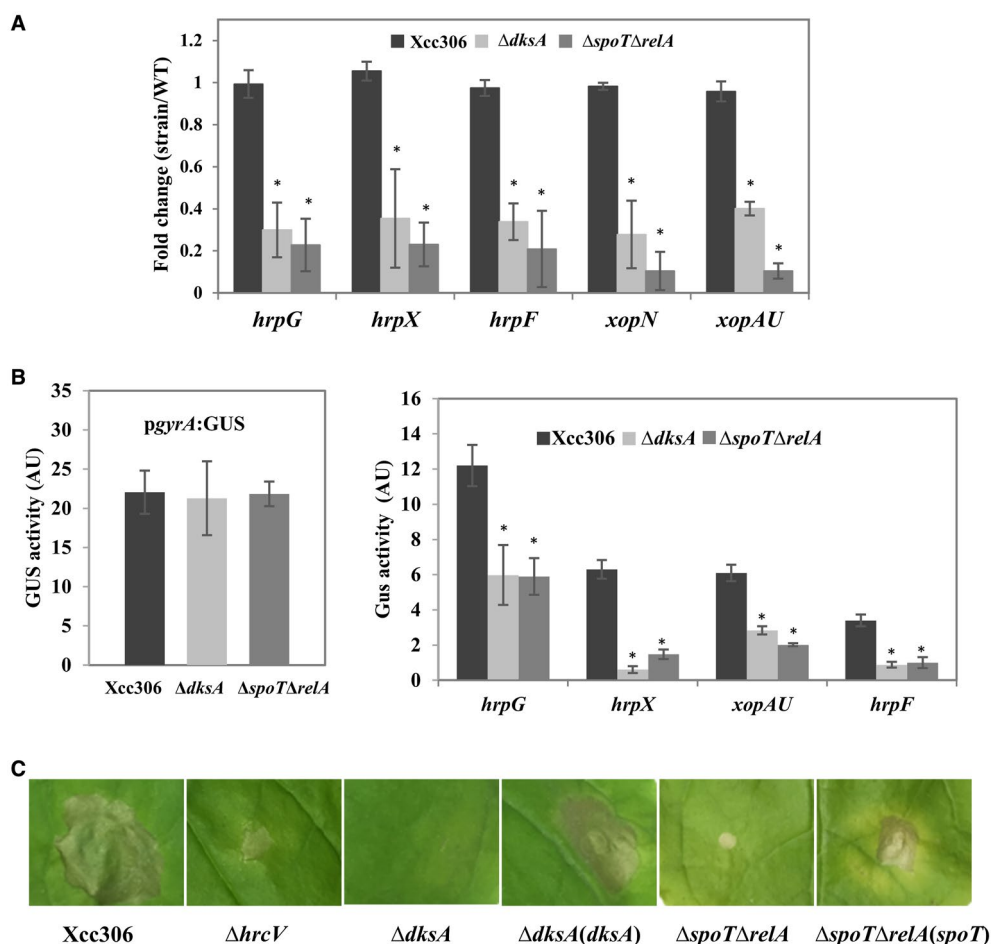 A
Fold change (strain/WT)
1.2
1
0.8
0.6
0.4
0.2
0
Xcc306 ΔdksA ΔspoTΔrelA
* * * * * * * * * *
hrpG hrpX hrpF xopN xopAU
B
GUS activity (AU)
35
30
25
20
15
10
5
0
pgyrA:GUS
Xcc306 ΔdksA ΔspoTΔrelA
Gus activity (AU)
16
14
12
10
8
6
4
2
0
Xcc306 ΔdksA ΔspoTΔrelA
* * * * * * * *
hrpG hrpX xopAU hrpF
C
Xcc306 ΔhrcV ΔdksA ΔdksA(dksA) ΔspoTΔrelA ΔspoTΔrelA(spoT)